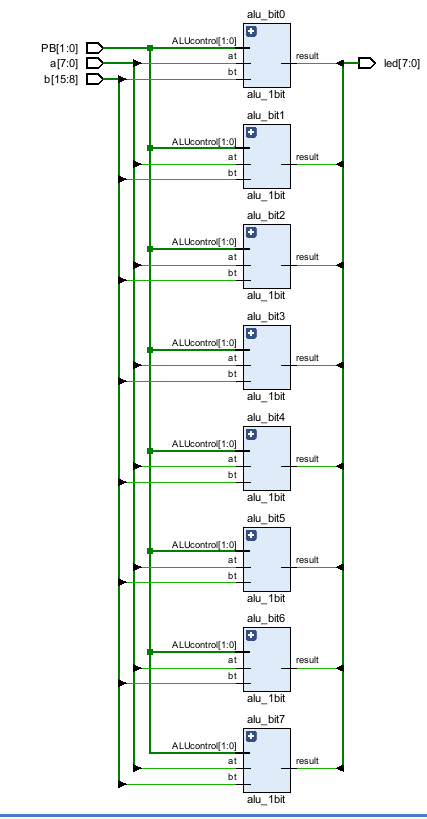 alu_bit0
PB[1:0]
ALUcontrol[1:0]
a[7:0]
at
result
led[7:0]
b[15:8]
bt
alu_1bit
alu_bit1
ALUcontrol[1:0]
at
result
bt
alu_1bit
alu_bit2
ALUcontrol[1:0]
at
result
bt
alu_1bit
alu_bit3
ALUcontrol[1:0]
at
result
bt
alu_1bit
alu_bit4
ALUcontrol[1:0]
at
result
bt
alu_1bit
alu_bit5
ALUcontrol[1:0]
at
result
bt
alu_1bit
alu_bit6
ALUcontrol[1:0]
at
result
bt
alu_1bit
alu_bit7
ALUcontrol[1:0]
at
result
bt
alu_1bit